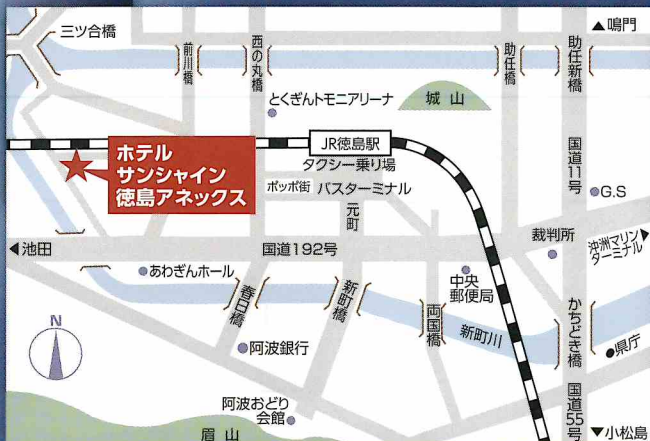 ▲鳴門
三ツ合橋
前川橋
西の丸橋
助任橋
助任新橋
とくぎんトモニアリーナ
城山
JR徳島駅
タクシー乗り場
ホテル
サンシャイン
徳島アネックス
ポッポ街
バスターミナル
国道11号
G.S
元町
裁判所
沖洲マリン
ターミナル▶
◀池田
国道192号
あわぎんホール
中央
郵便局
春日橋
新町橋
両国橋
新町川
かちどき橋
県庁
N
阿波銀行
阿波おどり
会館
国道55号
眉山
▼小松島